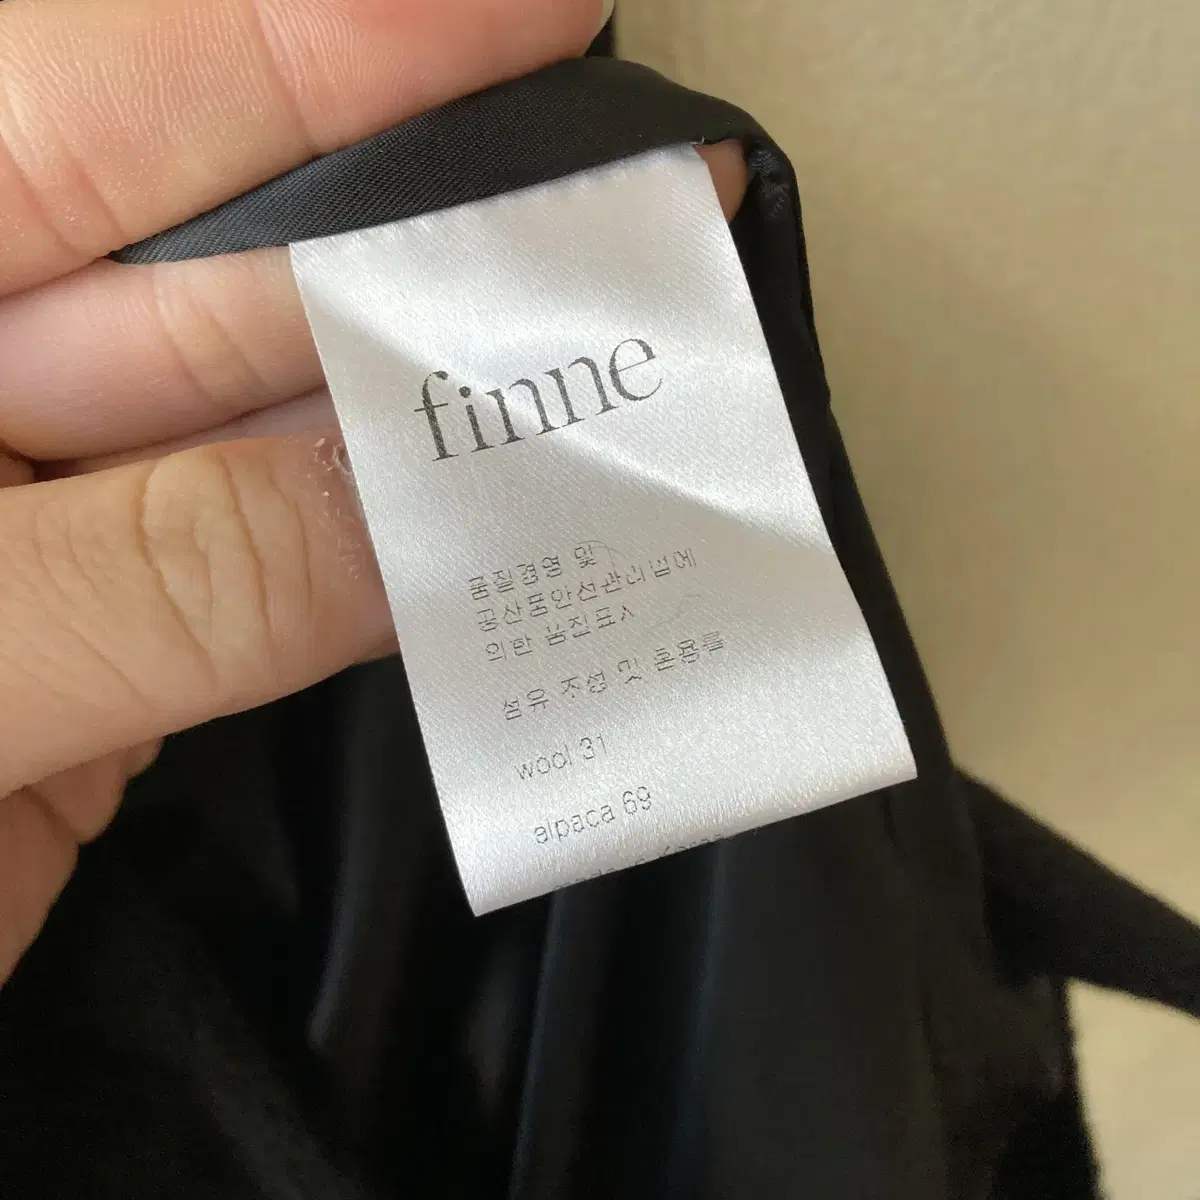 finne
품질경영 및
공산품안전관리법에
의한 품질표시
섬유 조성 및 혼용률
wool 31
alpaca 69